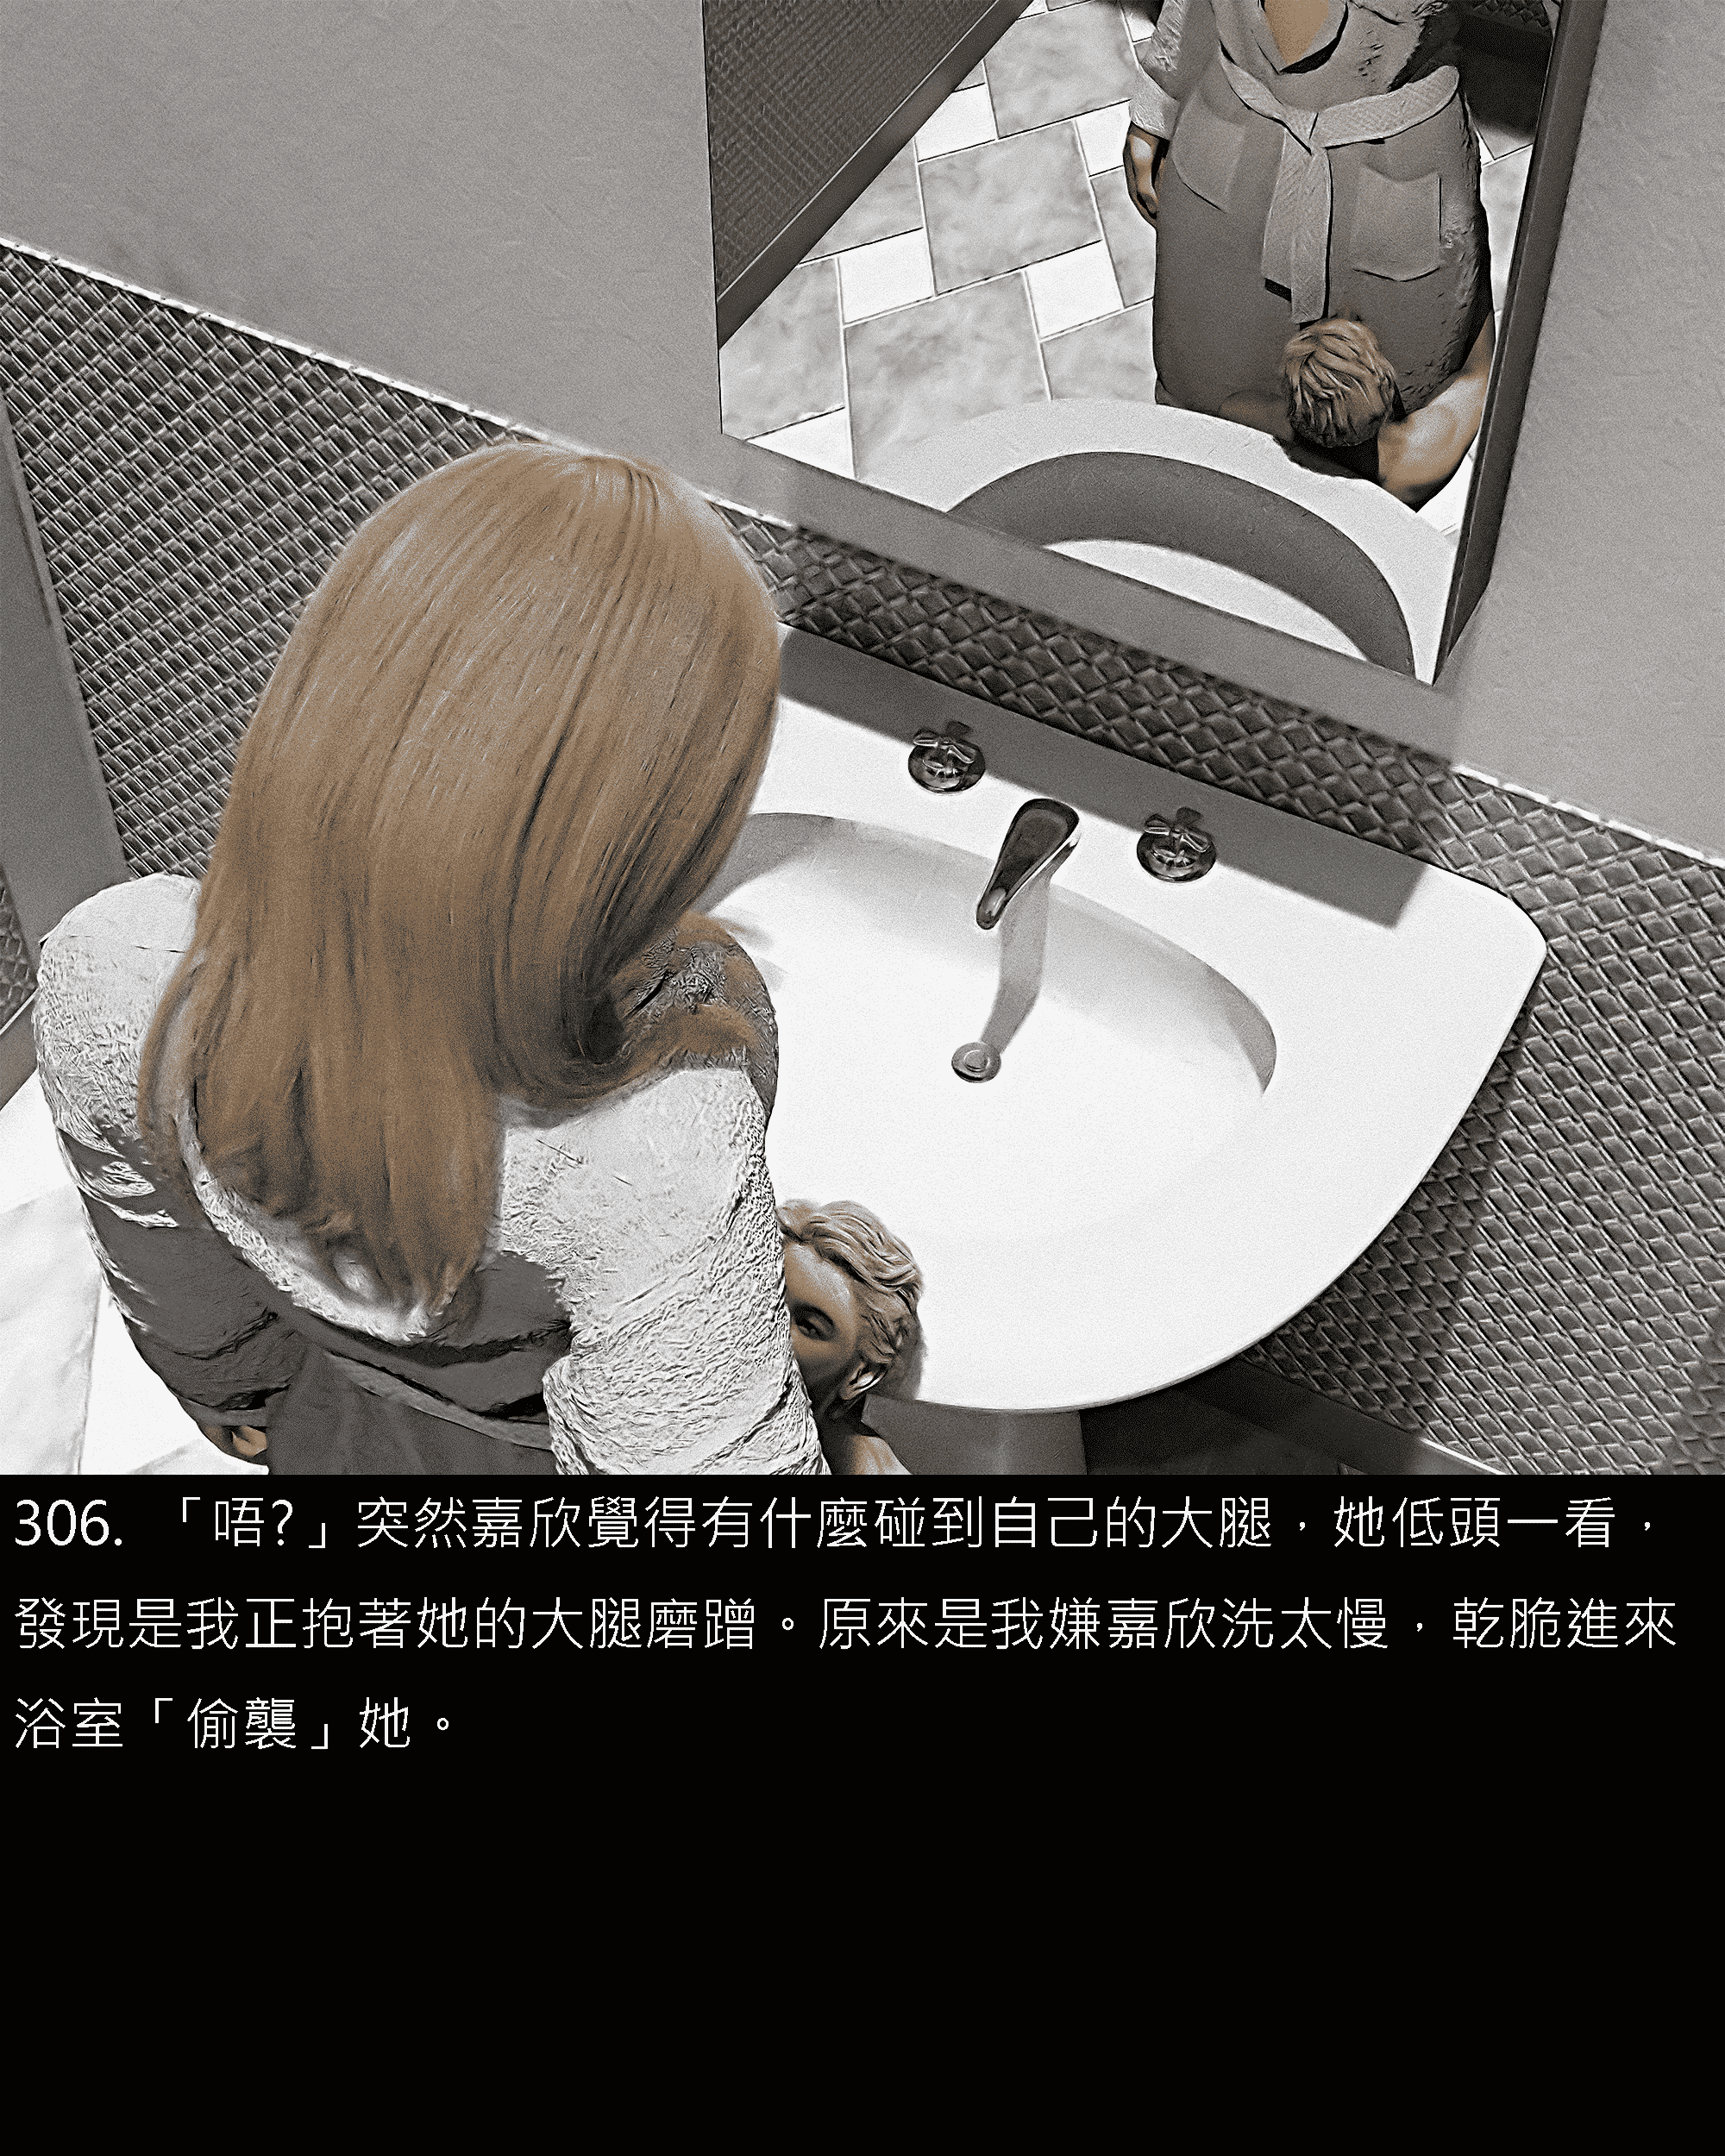 306. 「唔?」突然嘉欣覺得有什麼碰到自己的大腿，她低頭一看，
發現是我正抱著她的大腿磨蹭。原來是我嫌嘉欣洗太慢，乾脆進來
浴室「偷襲」她。